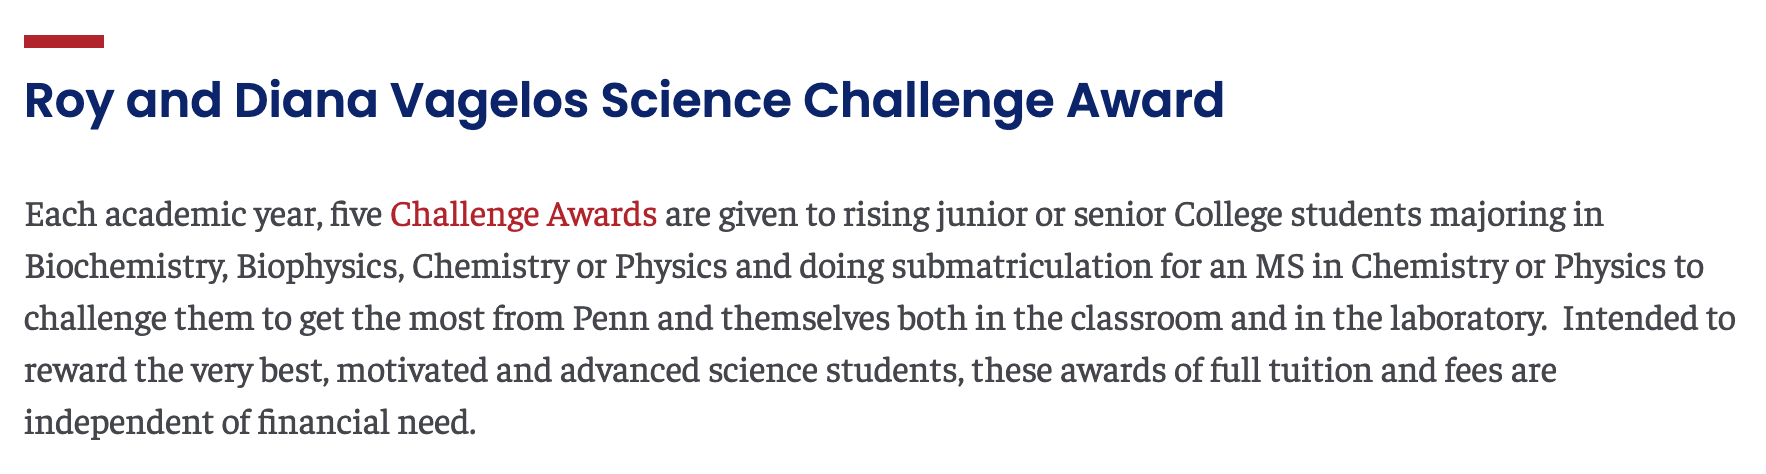 Roy and Diana Vagelos Science Challenge Award
Each academic year, five Challenge Awards are given to rising junior or senior College students majoring in
Biochemistry, Biophysics, Chemistry or Physics and doing submatriculation for an MS in Chemistry or Physics to
challenge them to get the most from Penn and themselves both in the classroom and in the laboratory.  Intended to
reward the very best, motivated and advanced science students, these awards of full tuition and fees are
independent of financial need.